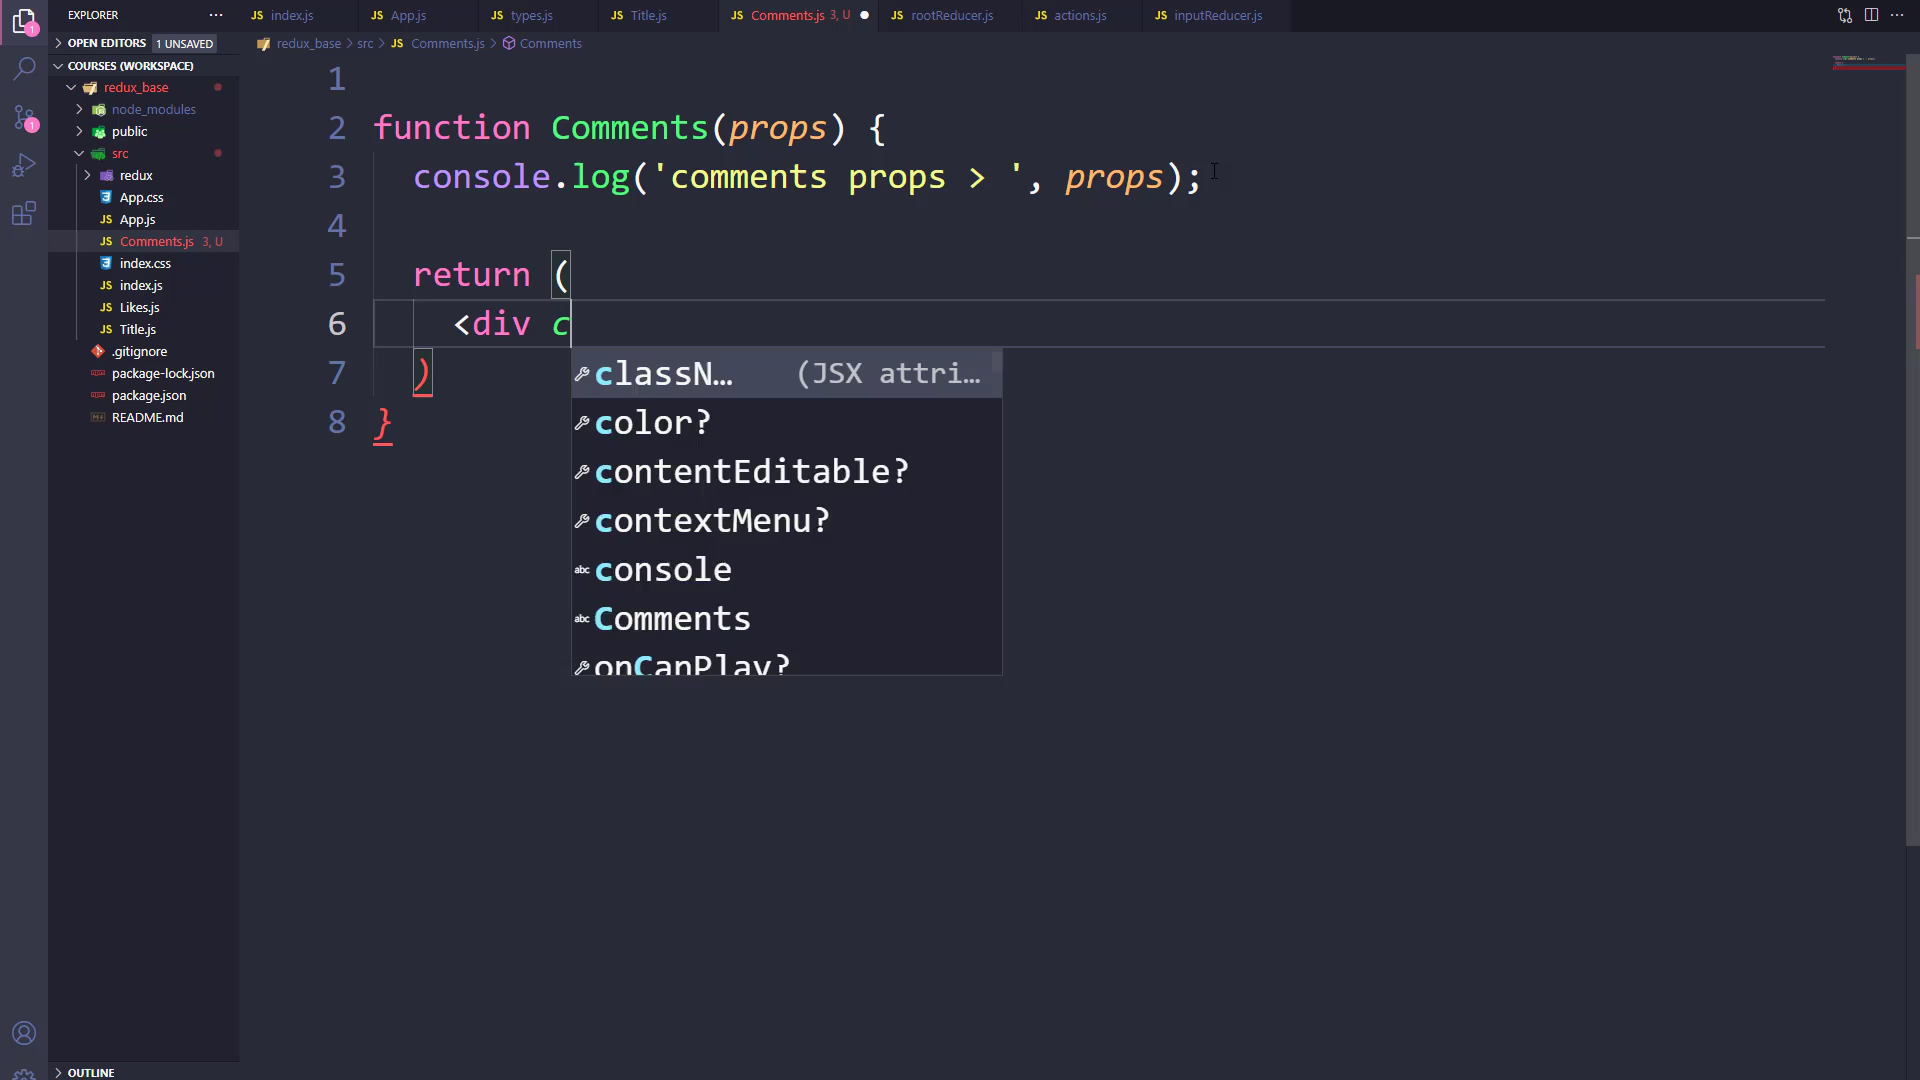 EXPLORER
index.js
App.js
types.js
Title.js
Comments.js 3, U
rootReducer.js
actions.js
inputReducer.js
OPEN EDITORS 1 UNSAVED
redux_base > src > JS Comments.js > Comments
COURSES (WORKSPACE)
redux_base
node_modules
public
src
redux
App.css
App.js
Comments.js 3, U
index.css
index.js
Likes.js
Title.js
.gitignore
package-lock.json
package.json
README.md
OUTLINE
1
2 function Comments(props) {
3 console.log('comments props > ', props);
4
5 return (
6 <div c
7 )
8 }
classN… (JSX attri…
color?
contentEditable?
contextMenu?
console
Comments
onCanPlay?